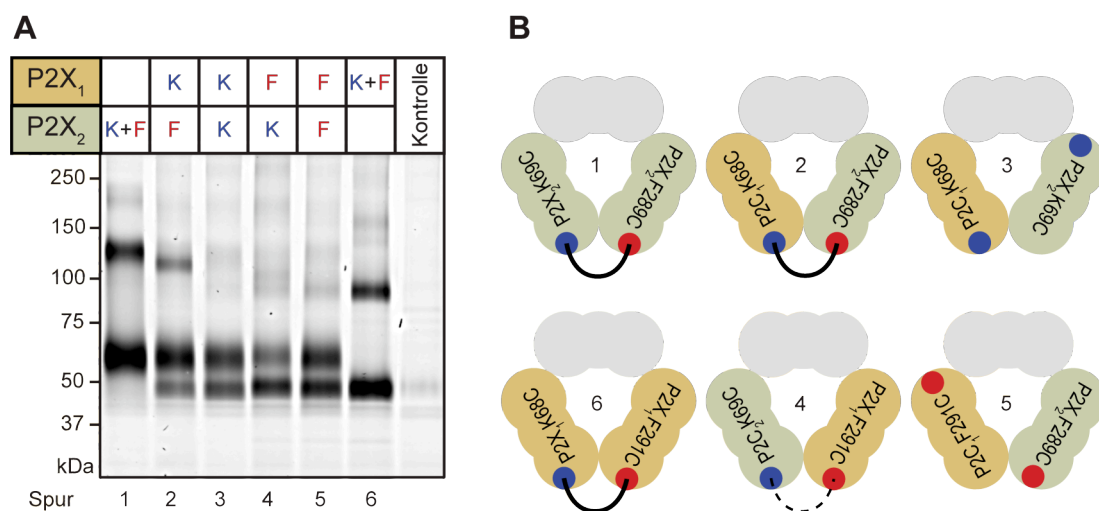 A
B
P2X₁ K K F F K+F Kontrolle
P2X₂ K+F F K K F
250
150
100
75
50
37
kDa
Spur 1 2 3 4 5 6
P2X₂K69C 1 P2X₂F289C
P2C₁K68C 2 P2X₂F289C
P2C₁K68C 3 P2X₂K69C
P2X₁K68C 6 P2X₁F291C
P2C₂K69C 4 P2X₁F291C
P2C₁F291C 5 P2X₂F289C